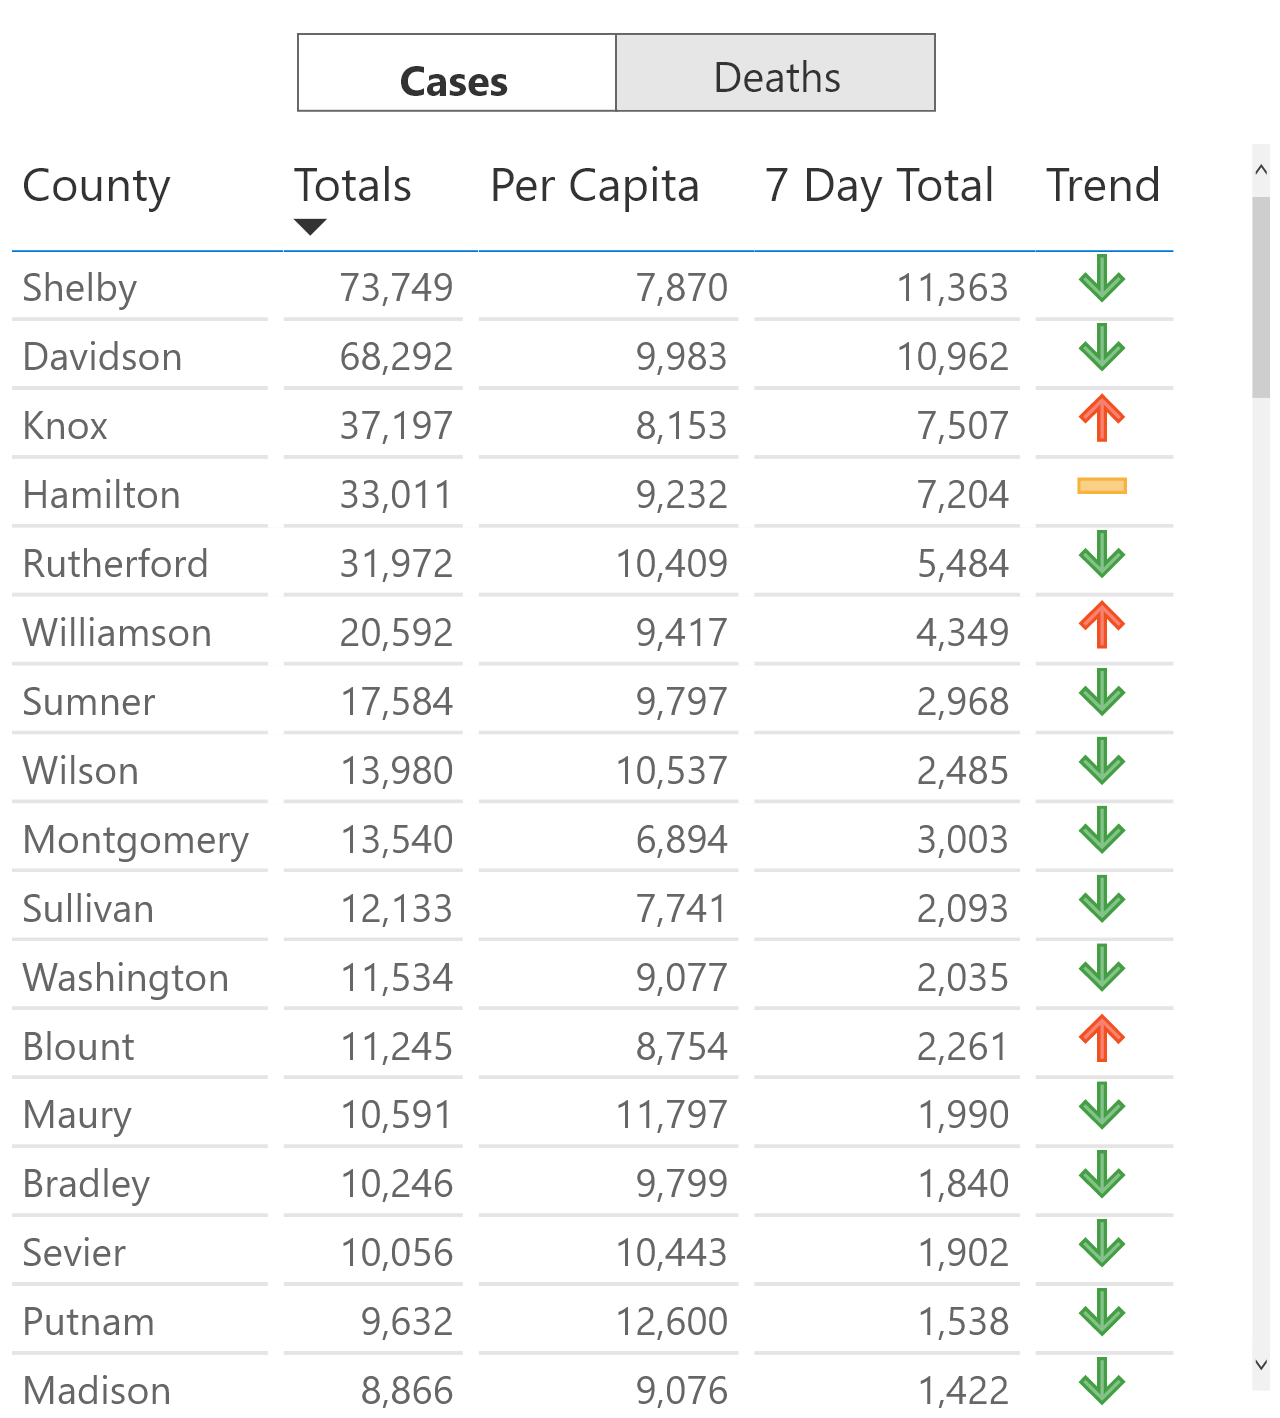 Cases Deaths
County Totals Per Capita 7 Day Total Trend
Shelby 73,749 7,870 11,363
Davidson 68,292 9,983 10,962
Knox 37,197 8,153 7,507
Hamilton 33,011 9,232 7,204
Rutherford 31,972 10,409 5,484
Williamson 20,592 9,417 4,349
Sumner 17,584 9,797 2,968
Wilson 13,980 10,537 2,485
Montgomery 13,540 6,894 3,003
Sullivan 12,133 7,741 2,093
Washington 11,534 9,077 2,035
Blount 11,245 8,754 2,261
Maury 10,591 11,797 1,990
Bradley 10,246 9,799 1,840
Sevier 10,056 10,443 1,902
Putnam 9,632 12,600 1,538
Madison 8,866 9,076 1,422